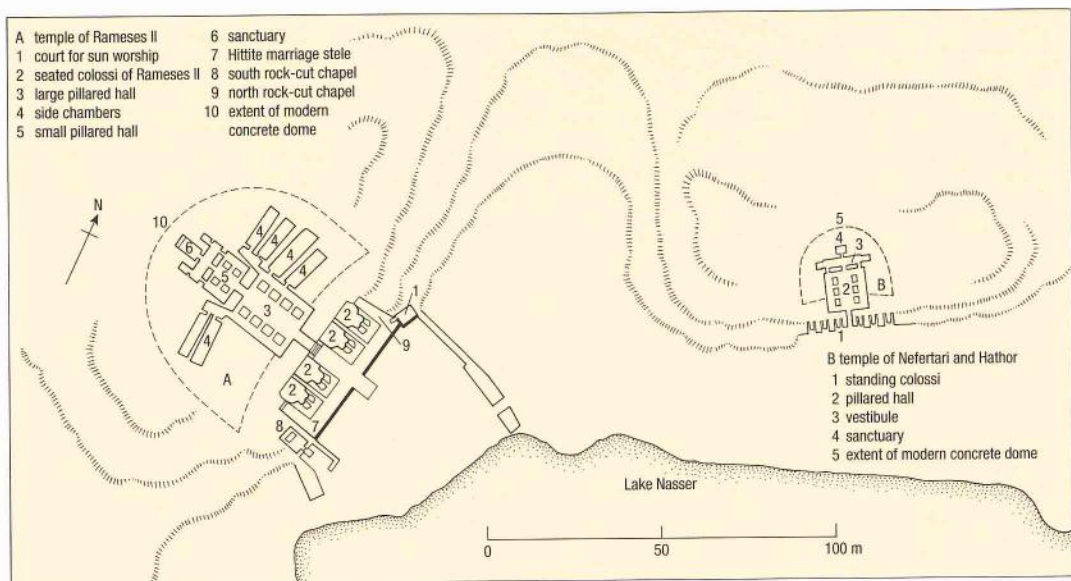 A temple of Rameses II
1 court for sun worship
2 seated colossi of Rameses II
3 large pillared hall
4 side chambers
5 small pillared hall
6 sanctuary
7 Hittite marriage stele
8 south rock-cut chapel
9 north rock-cut chapel
10 extent of modern
concrete dome
N
10
6
5
4
4
4
4
3
4
A
2
2
2
2
1
9
7
8
5
4
3
2
B
1
B temple of Nefertari and Hathor
1 standing colossi
2 pillared hall
3 vestibule
4 sanctuary
5 extent of modern concrete dome
Lake Nasser
0 50 100 m